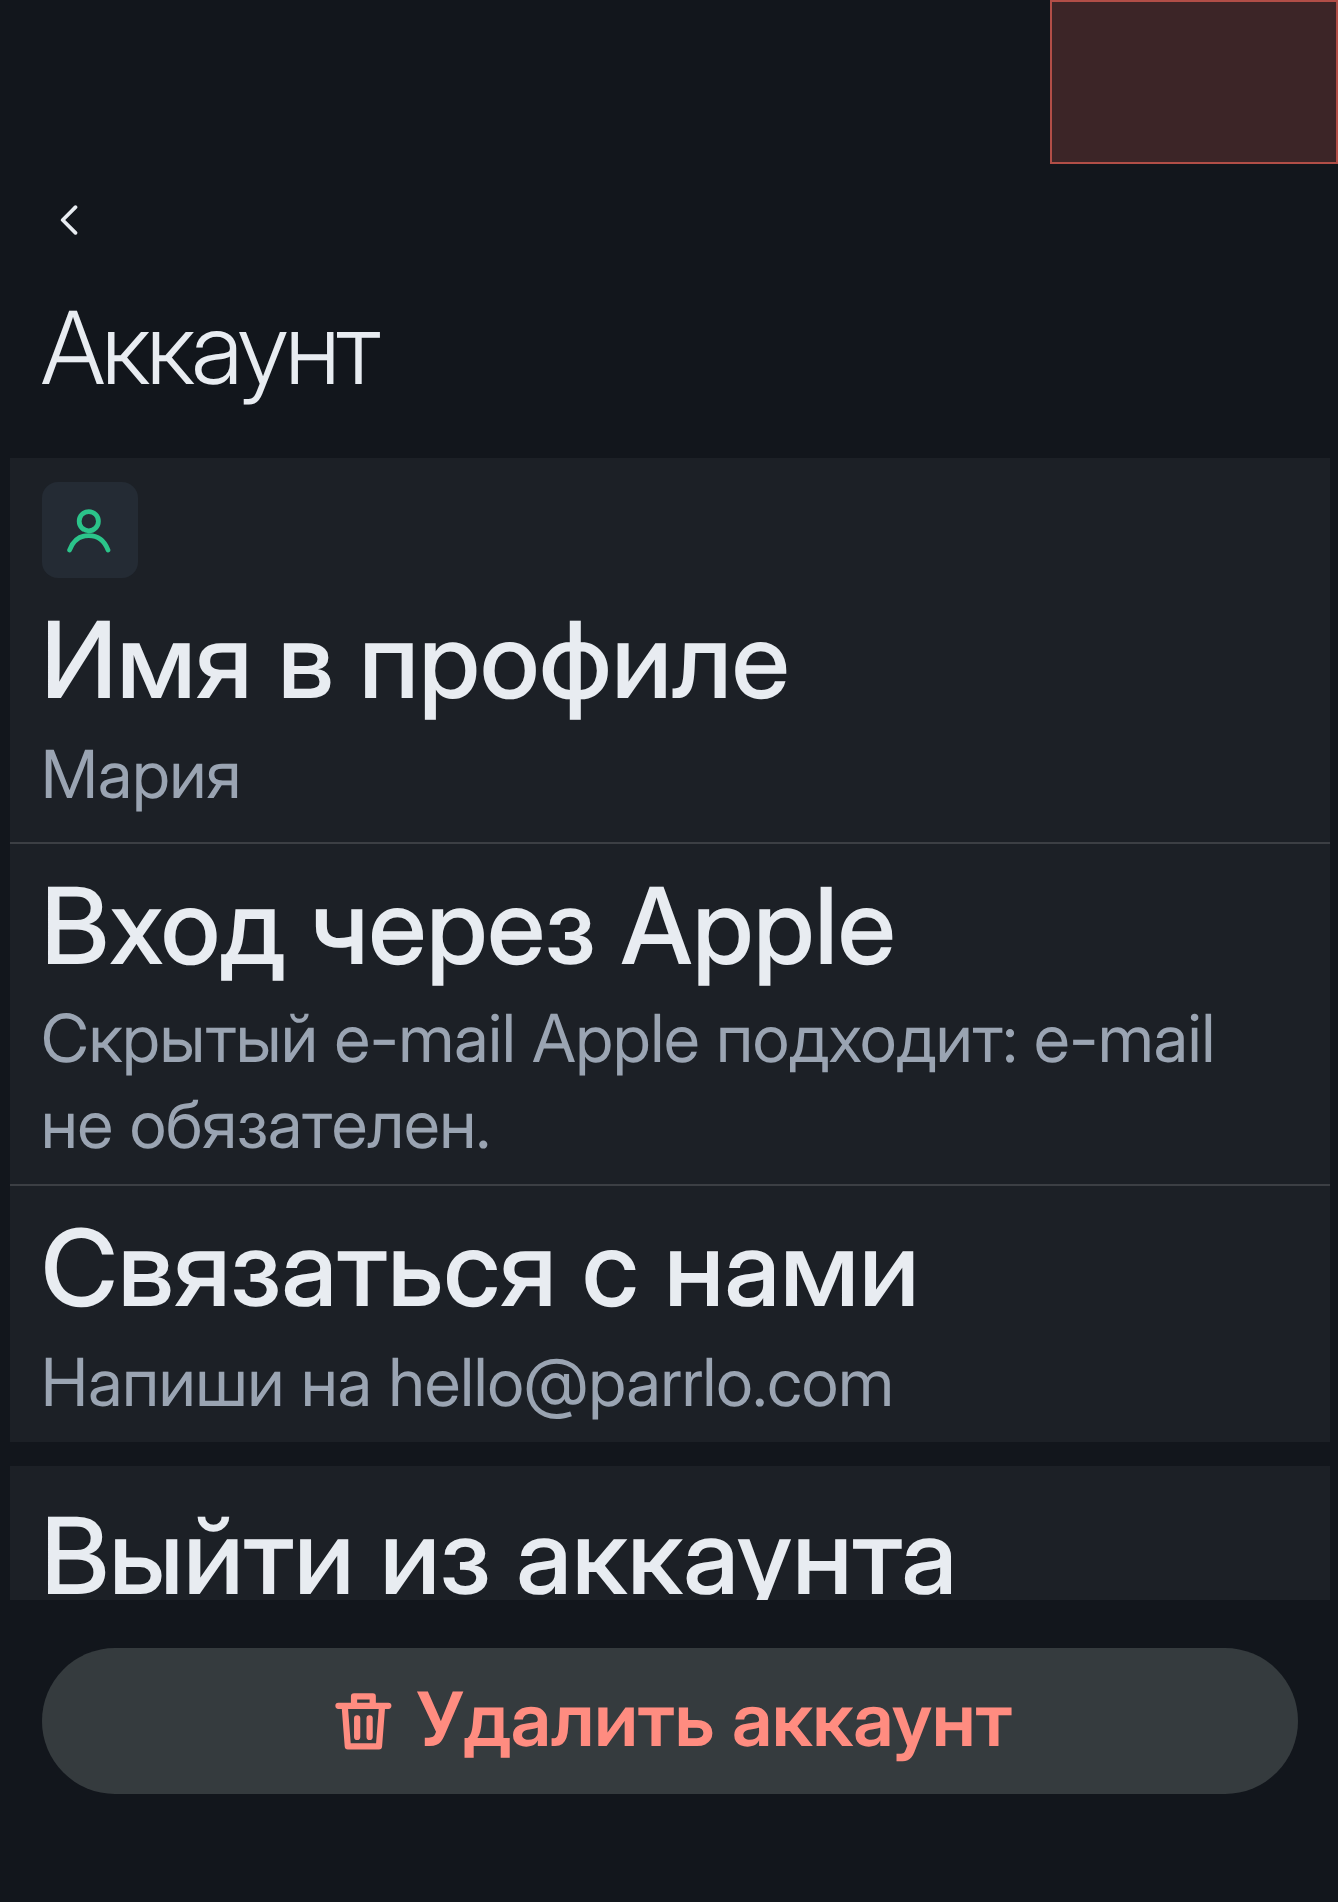 Аккаунт
Имя в профиле
Мария
Вход через Apple
Скрытый e-mail Apple подходит: e-mail
не обязателен.
Связаться с нами
Напиши на hello@parrlo.com
Выйти из аккаунта
Удалить аккаунт